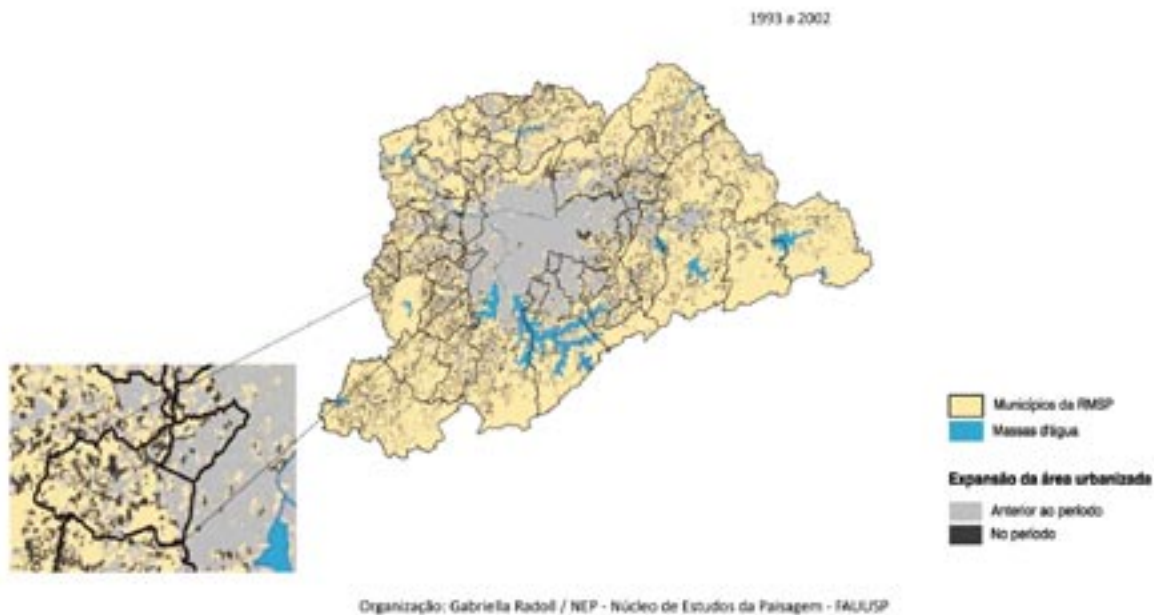 1993 a 2002
Municípios da RMSP
Massas d'água
Expansão da área urbanizada
Anterior ao período
No período
Organização: Gabriella Radoll / NEP - Núcleo de Estudos da Paisagem - FAUUSP